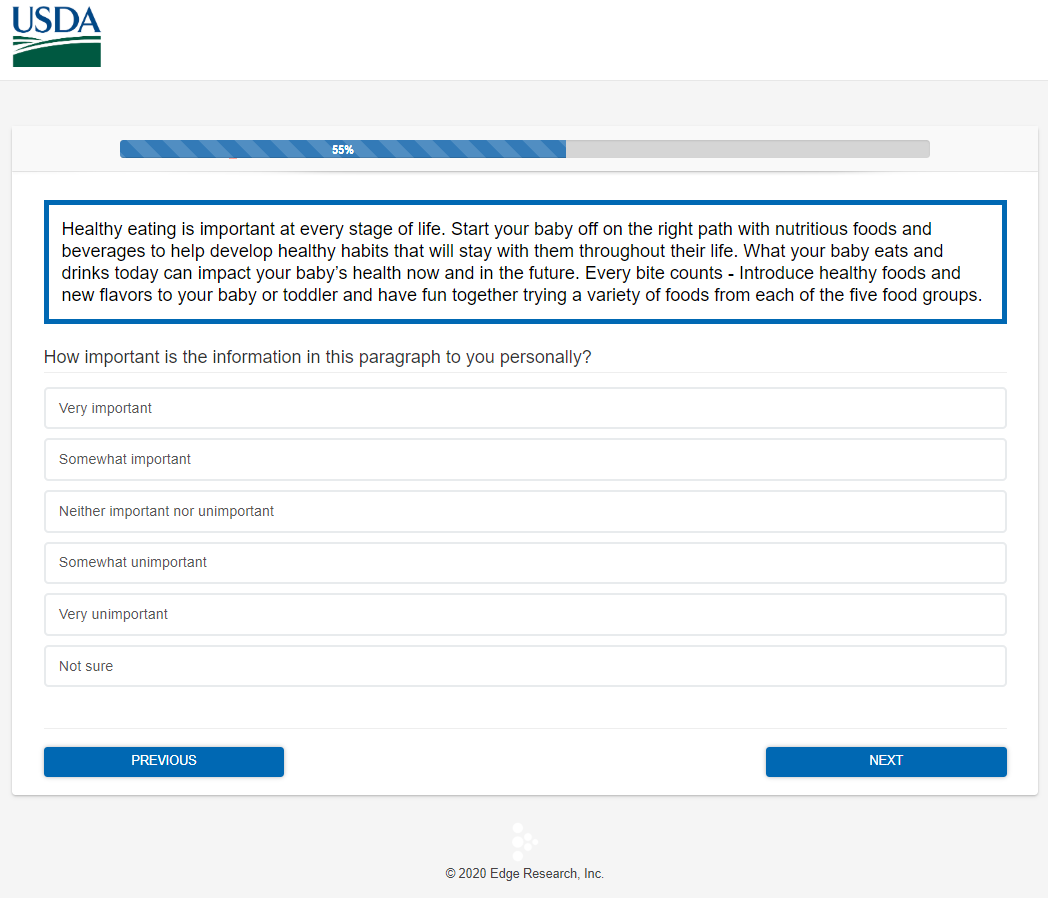 USDA
55%
Healthy eating is important at every stage of life. Start your baby off on the right path with nutritious foods and
beverages to help develop healthy habits that will stay with them throughout their life. What your baby eats and
drinks today can impact your baby’s health now and in the future. Every bite counts - Introduce healthy foods and
new flavors to your baby or toddler and have fun together trying a variety of foods from each of the five food groups.
How important is the information in this paragraph to you personally?
Very important
Somewhat important
Neither important nor unimportant
Somewhat unimportant
Very unimportant
Not sure
PREVIOUS
NEXT
© 2020 Edge Research, Inc.